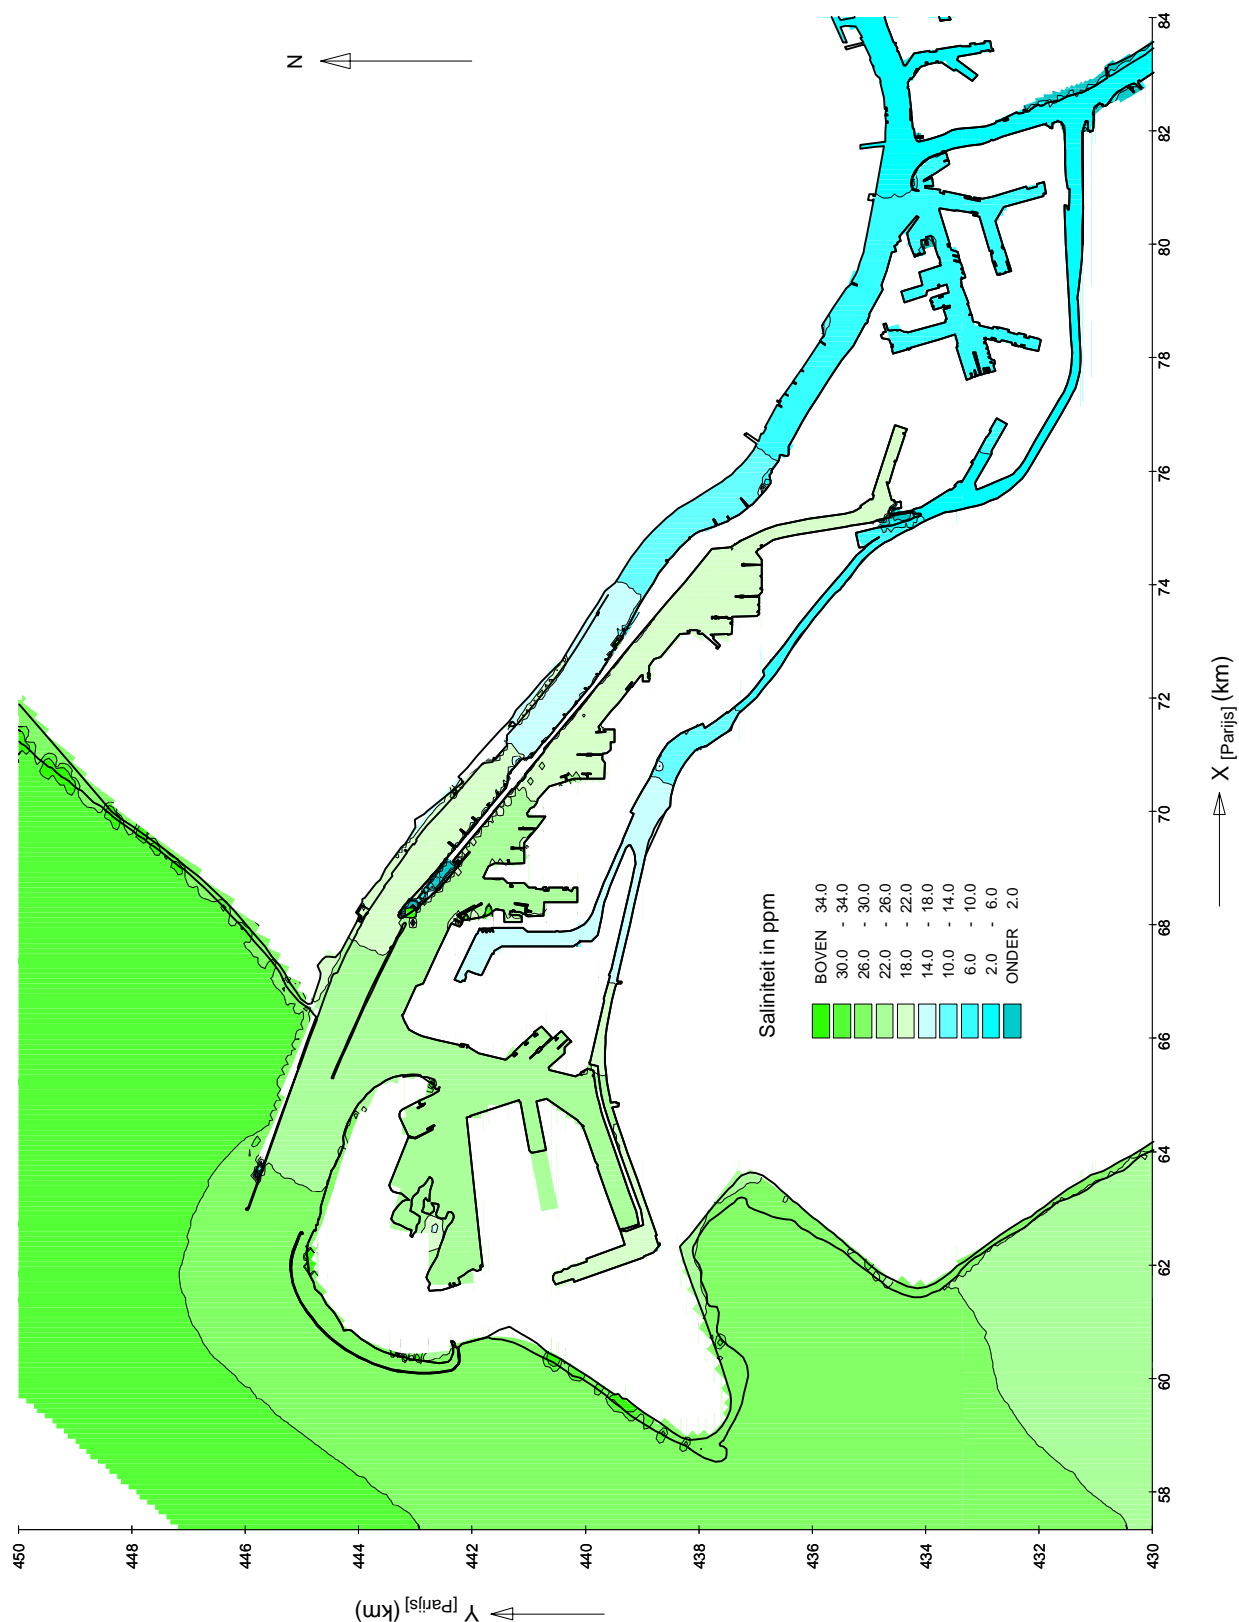 N
Saliniteit in ppm
BOVEN 34.0
30.0 - 34.0
26.0 - 30.0
22.0 - 26.0
18.0 - 22.0
14.0 - 18.0
10.0 - 14.0
6.0 - 10.0
2.0 - 6.0
ONDER 2.0
450
448
446
444
442
440
438
436
434
432
430
58
60
62
64
66
68
70
72
74
76
78
80
82
84
X [Parijs] (km)
Y [Parijs] (km)